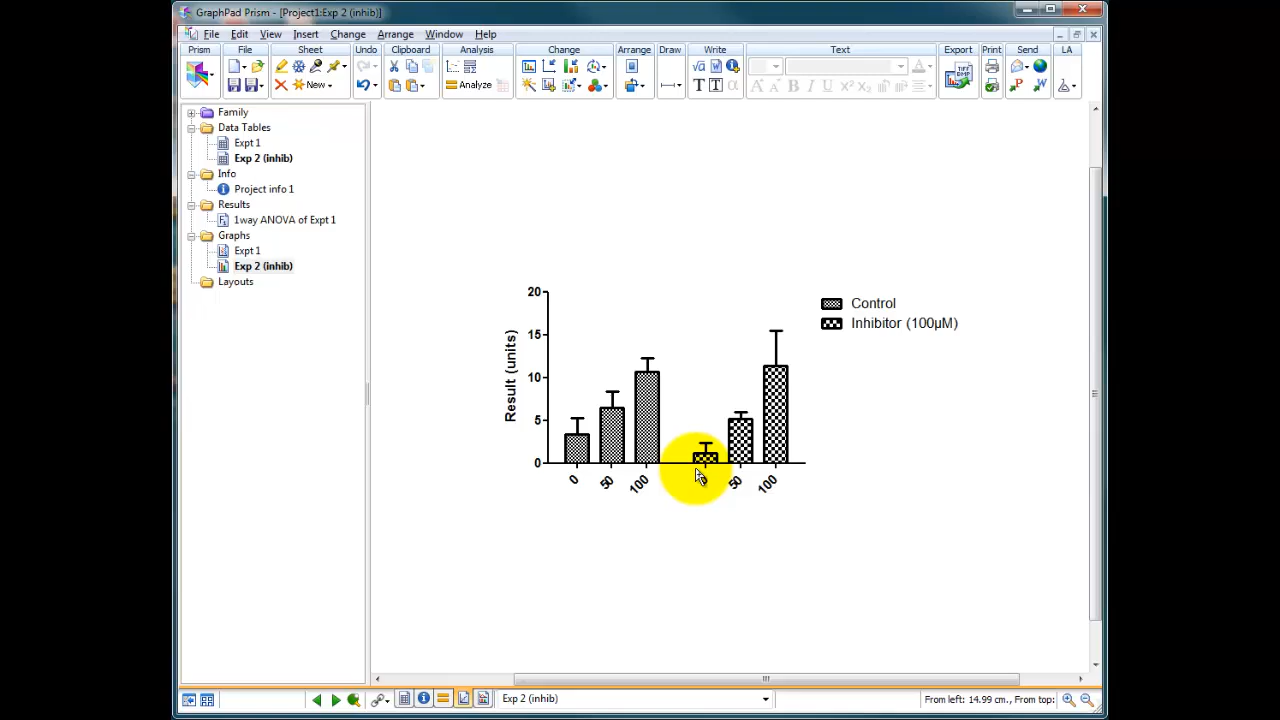 GraphPad Prism - [Project1:Exp 2 (inhib)]
File Edit View Insert Change Arrange Window Help
Prism File Sheet Undo Clipboard Analysis Change Arrange Draw Write Text Export Print Send LA
New
Analyze
Family
Data Tables
Expt 1
Exp 2 (inhib)
Info
Project info 1
Results
1way ANOVA of Expt 1
Graphs
Expt 1
Exp 2 (inhib)
Layouts
20
15
10
5
0
Result (units)
Control
Inhibitor (100µM)
0 50 100 0 50 100
Exp 2 (inhib)
From left: 14.99 cm., From top: